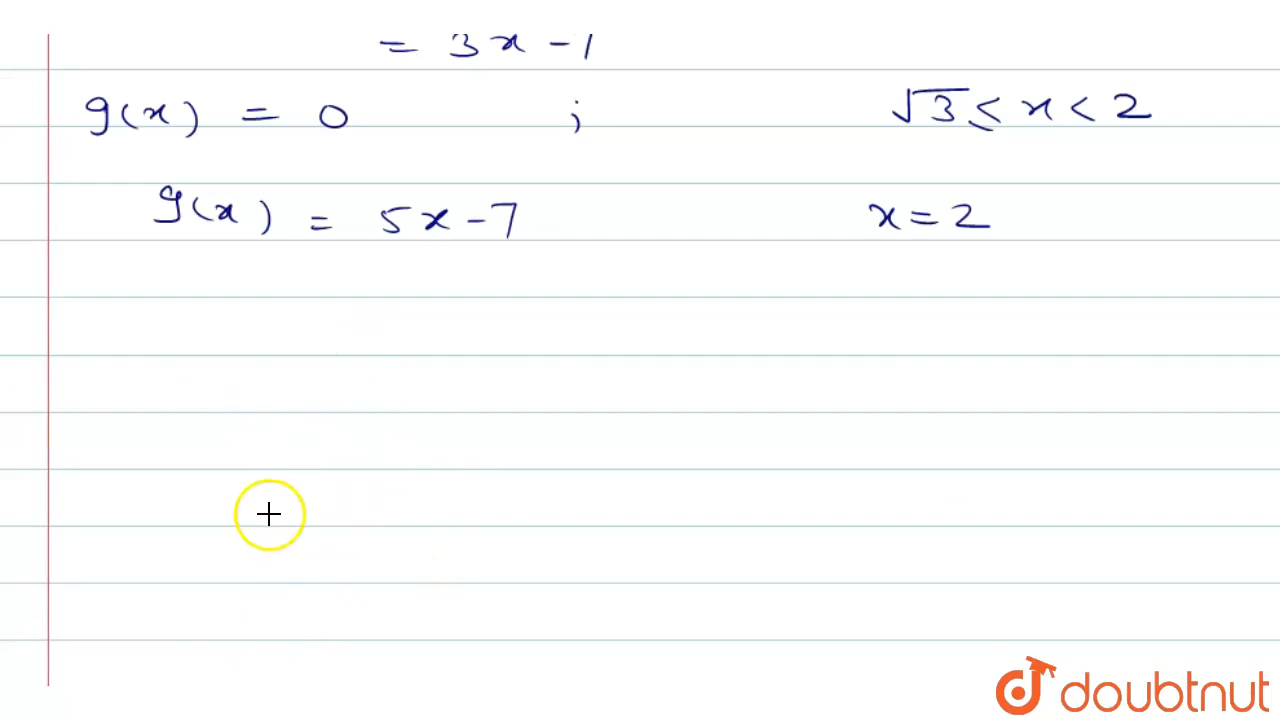 = 3x - 1
g(x) = 0 ; √3 ≤ x < 2
g(x) = 5x - 7 x = 2
doubtnut